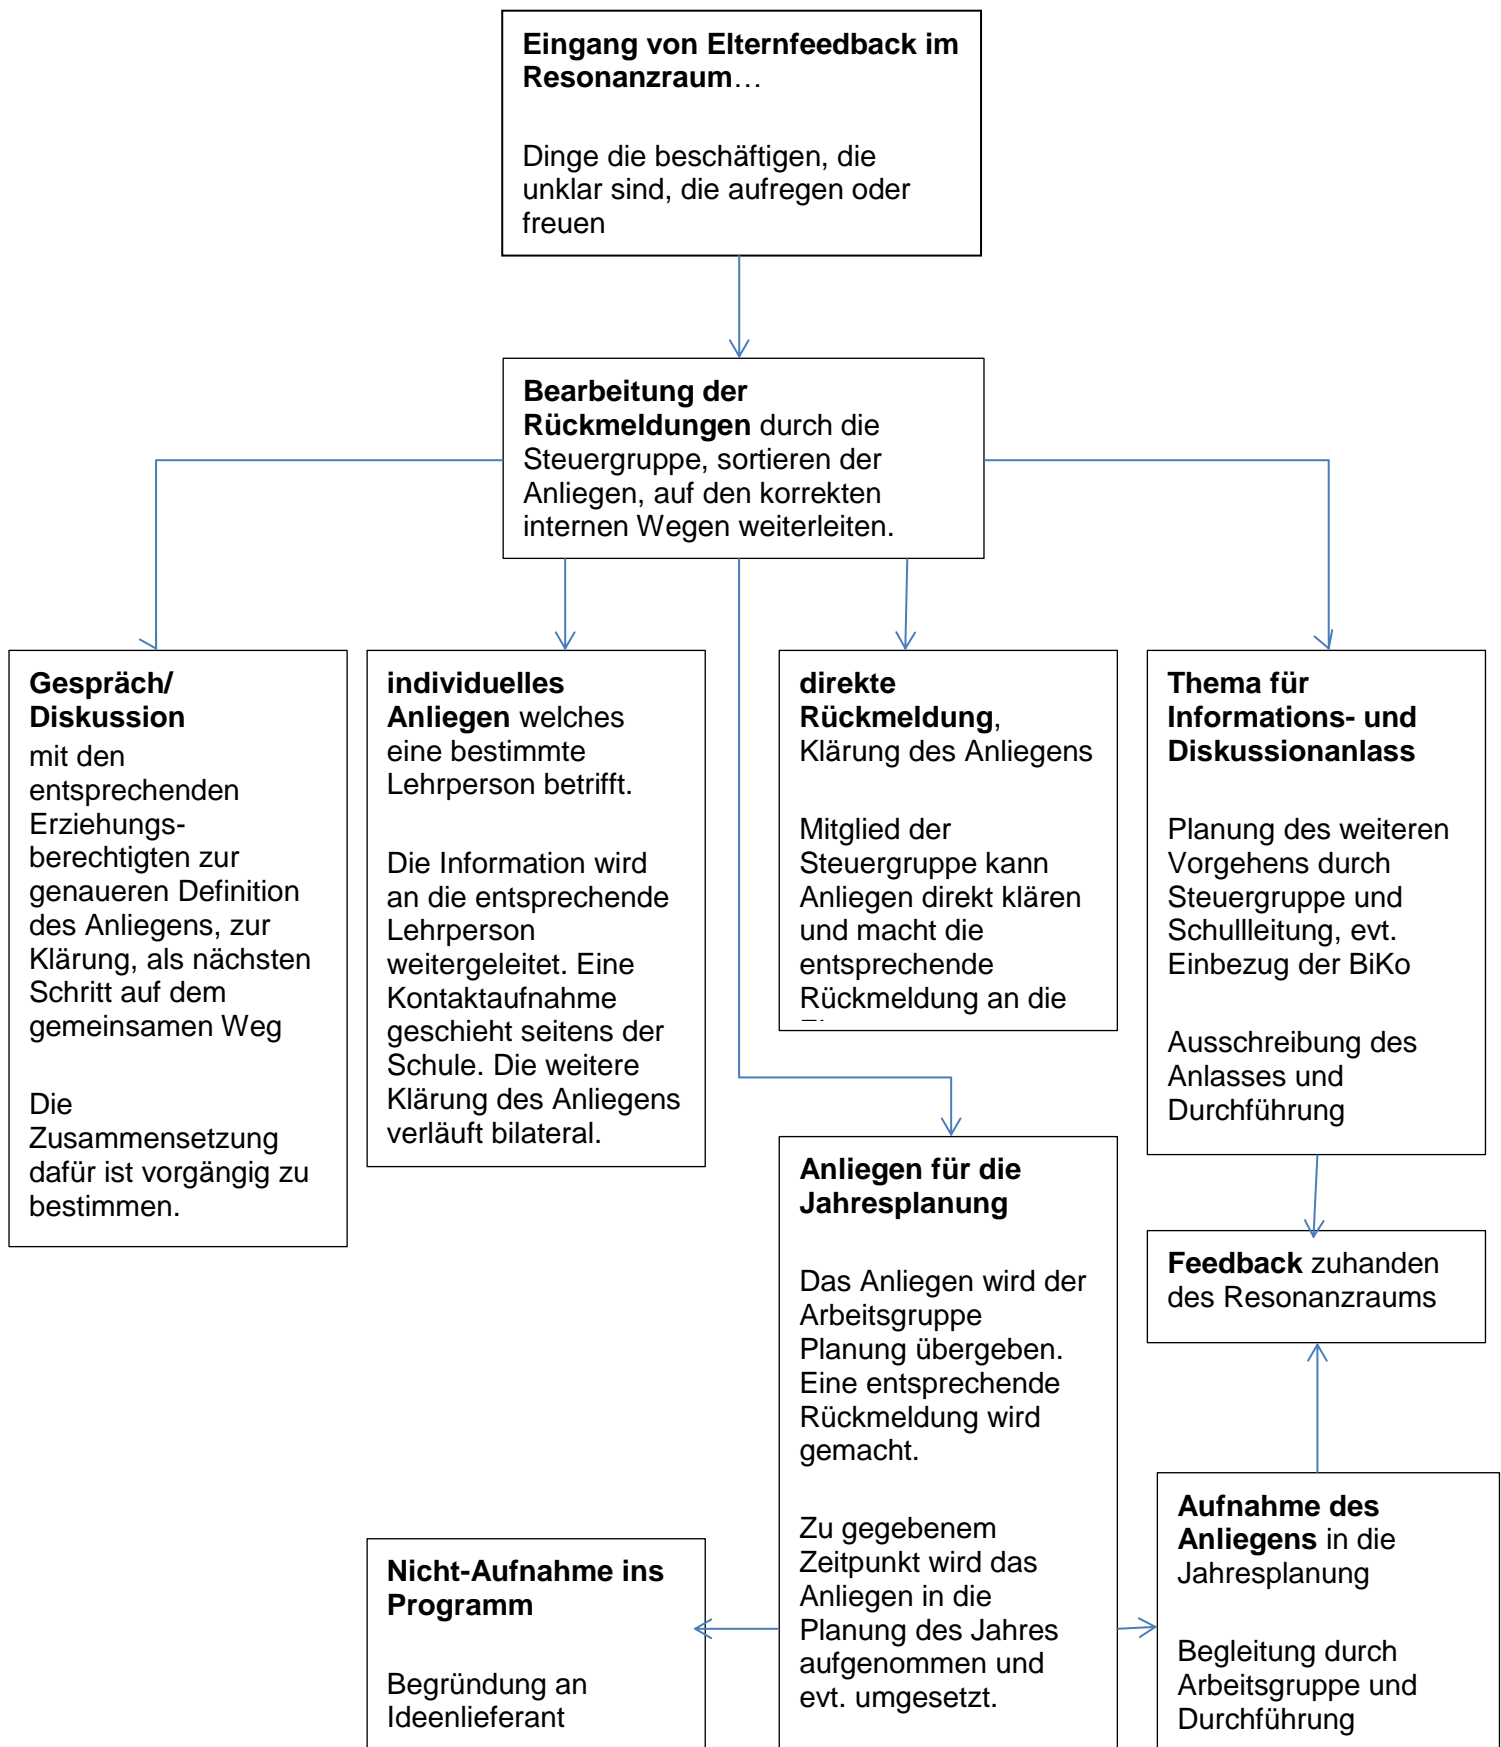 Eingang von Elternfeedback im
Resonanzraum…
Dinge die beschäftigen, die
unklar sind, die aufregen oder
freuen
Bearbeitung der
Rückmeldungen durch die
Steuergruppe, sortieren der
Anliegen, auf den korrekten
internen Wegen weiterleiten.
Gespräch/
Diskussion
mit den
entsprechenden
Erziehungs-
berechtigten zur
genaueren Definition
des Anliegens, zur
Klärung, als nächsten
Schritt auf dem
gemeinsamen Weg
Die
Zusammensetzung
dafür ist vorgängig zu
bestimmen.
individuelles
Anliegen welches
eine bestimmte
Lehrperson betrifft.
Die Information wird
an die entsprechende
Lehrperson
weitergeleitet. Eine
Kontaktaufnahme
geschieht seitens der
Schule. Die weitere
Klärung des Anliegens
verläuft bilateral.
direkte
Rückmeldung,
Klärung des Anliegens
Mitglied der
Steuergruppe kann
Anliegen direkt klären
und macht die
entsprechende
Rückmeldung an die
Thema für
Informations- und
Diskussionanlass
Planung des weiteren
Vorgehens durch
Steuergruppe und
Schullleitung, evt.
Einbezug der BiKo
Ausschreibung des
Anlasses und
Durchführung
Anliegen für die
Jahresplanung
Das Anliegen wird der
Arbeitsgruppe
Planung übergeben.
Eine entsprechende
Rückmeldung wird
gemacht.
Zu gegebenem
Zeitpunkt wird das
Anliegen in die
Planung des Jahres
aufgenommen und
evt. umgesetzt.
Feedback zuhanden
des Resonanzraums
Nicht-Aufnahme ins
Programm
Begründung an
Ideenlieferant
Aufnahme des
Anliegens in die
Jahresplanung
Begleitung durch
Arbeitsgruppe und
Durchführung